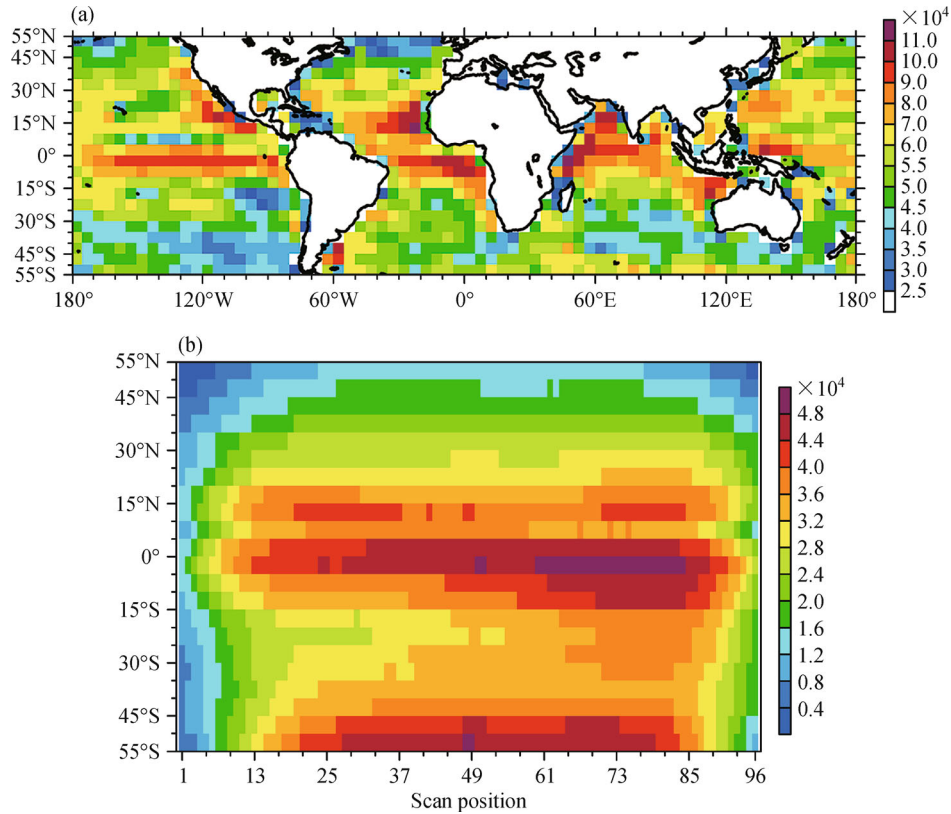 (a)
55°N
45°N
30°N
15°N
0°
15°S
30°S
45°S
55°S
180°
120°W
60°W
0°
60°E
120°E
180°
×10⁴
11.0
10.0
9.0
8.0
7.0
6.0
5.5
5.0
4.5
4.0
3.5
3.0
2.5
(b)
55°N
45°N
30°N
15°N
0°
15°S
30°S
45°S
55°S
1
13
25
37
49
61
73
85
96
Scan position
×10⁴
4.8
4.4
4.0
3.6
3.2
2.8
2.4
2.0
1.6
1.2
0.8
0.4